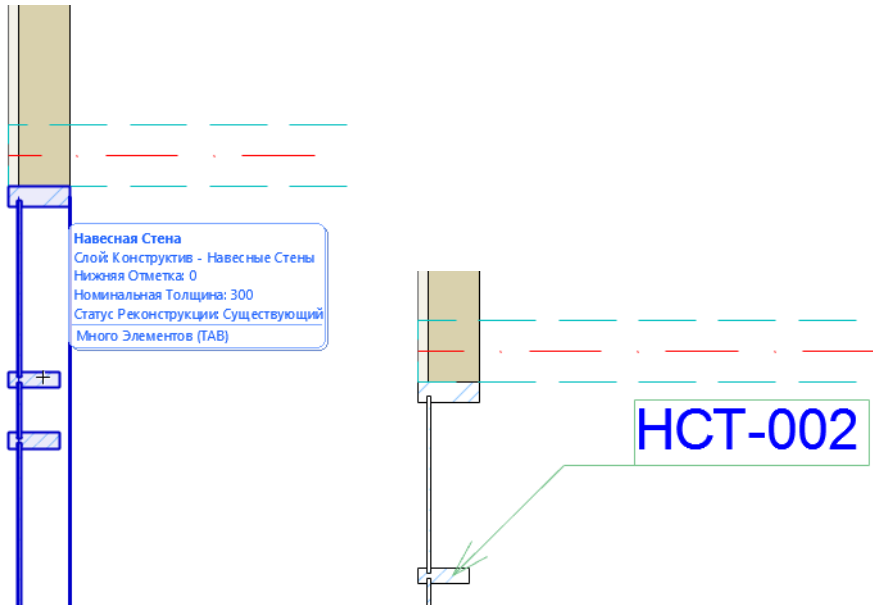 Навесная Стена
Слой: Конструктив - Навесные Стены
Нижняя Отметка: 0
Номинальная Толщина: 300
Статус Реконструкции: Существующий
Много Элементов (TAB)
НСТ-002